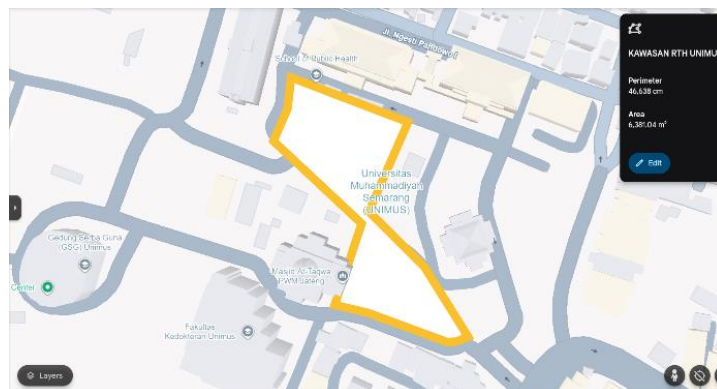 Jl. Ngesti Pandowo
School of Public Health
KAWASAN RTH UNIMU
Perimeter
46,638 cm
Area
6,381.04 m²
Edit
Universitas
Muhammadiyah
Semarang
(UNIMUS)
Gedung Serba Guna
(GSG) Unimus
Masjid At-Taqwa
PWM Jateng
Center
Fakultas
Kedokteran Unimus
Layers